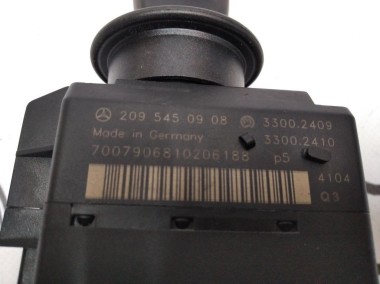 209 545 09 08 3300.2409
Made in Germany 3300.2410
7007906810206188 p5
4104
Q3